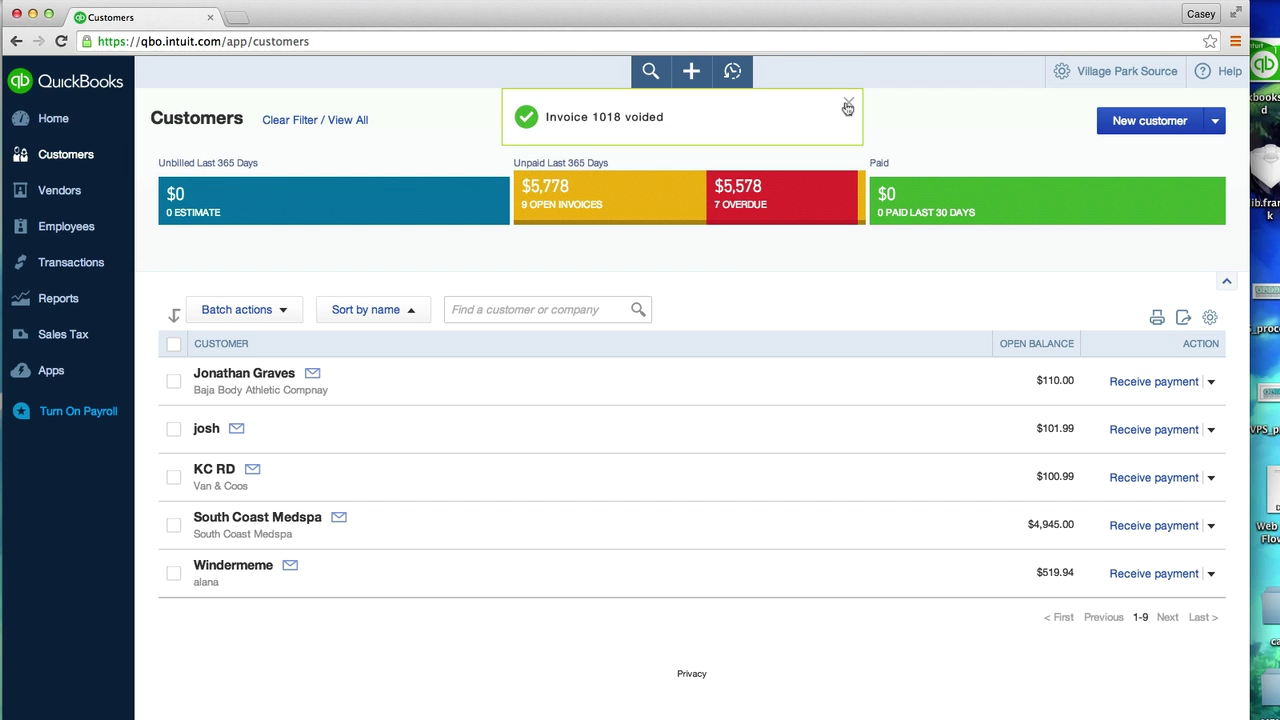 Customers
Casey
https://qbo.intuit.com/app/customers
qb QuickBooks
Village Park Source
Help
Home
Customers
Vendors
Employees
Transactions
Reports
Sales Tax
Apps
Turn On Payroll
Customers
Clear Filter / View All
Invoice 1018 voided
New customer
Unbilled Last 365 Days
Unpaid Last 365 Days
Paid
$0
0 ESTIMATE
$5,778
9 OPEN INVOICES
$5,578
7 OVERDUE
$0
0 PAID LAST 30 DAYS
Batch actions
Sort by name
Find a customer or company
CUSTOMER OPEN BALANCE ACTION
Jonathan Graves $110.00 Receive payment
Baja Body Athletic Compnay
josh $101.99 Receive payment
KC RD $100.99 Receive payment
Van & Coos
South Coast Medspa $4,945.00 Receive payment
South Coast Medspa
Windermeme $519.94 Receive payment
alana
< First Previous 1-9 Next Last >
Privacy
qb
Web